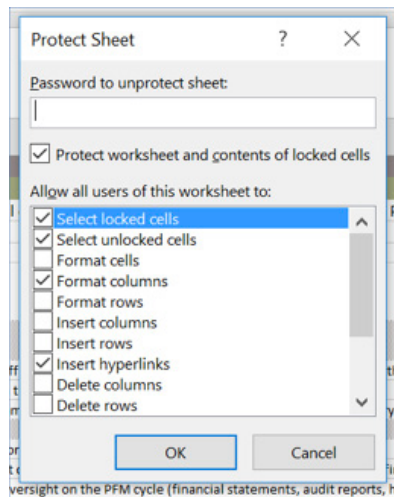 Protect Sheet ?
Password to unprotect sheet:
Protect worksheet and contents of locked cells
Allow all users of this worksheet to:
Select locked cells
Select unlocked cells
Format cells
Format columns
Format rows
Insert columns
Insert rows
Insert hyperlinks
Delete columns
Delete rows
OK Cancel
versight on the PFM cycle (financial statements, audit reports, h